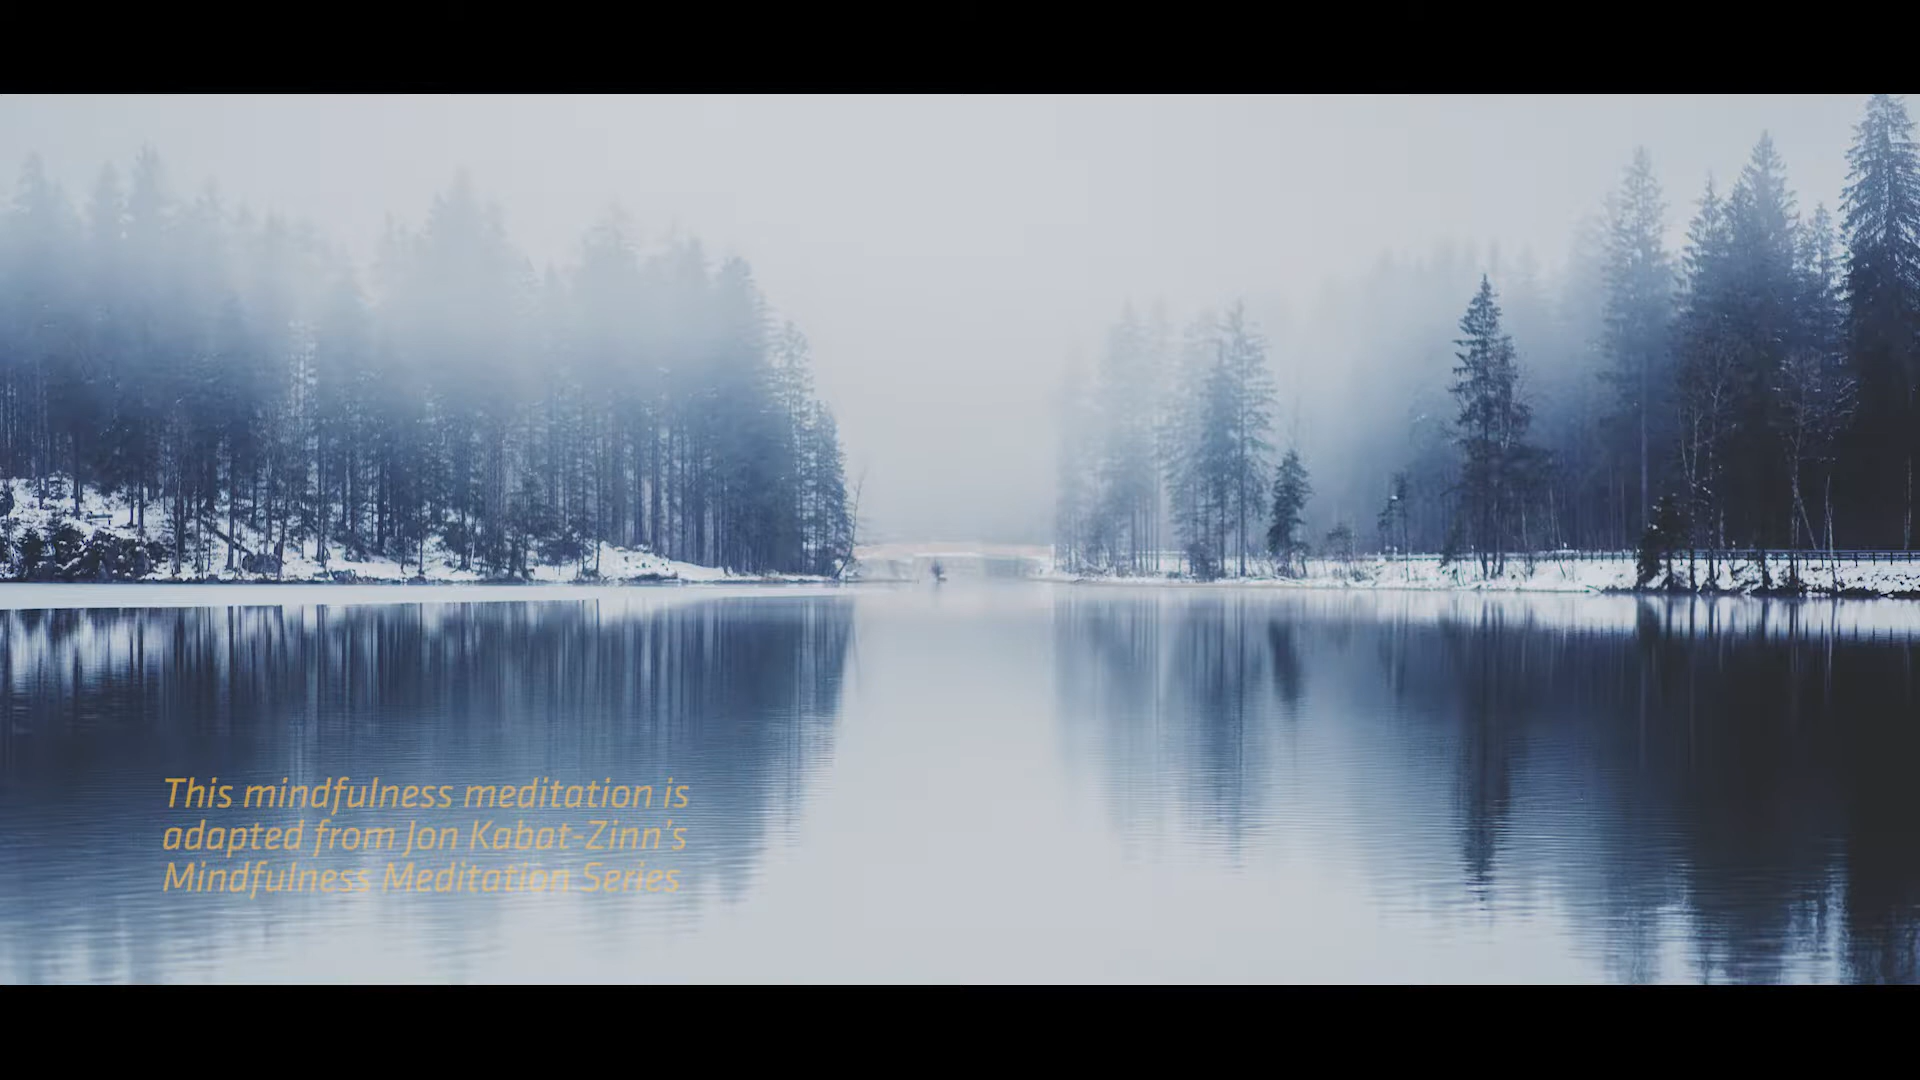 This mindfulness meditation is
adapted from Jon Kabat-Zinn's
Mindfulness Meditation Series